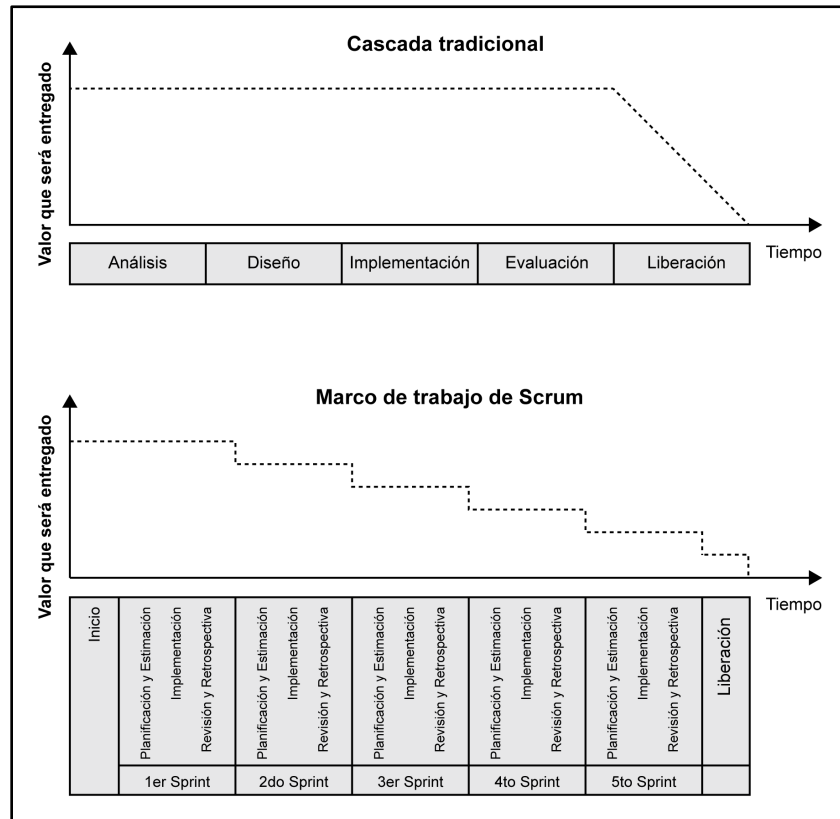 Cascada tradicional
Valor que será entregado
Tiempo
Análisis
Diseño
Implementación
Evaluación
Liberación
Marco de trabajo de Scrum
Valor que será entregado
Tiempo
Inicio
Planificación y Estimación
Implementación
Revisión y Retrospectiva
Planificación y Estimación
Implementación
Revisión y Retrospectiva
Planificación y Estimación
Implementación
Revisión y Retrospectiva
Planificación y Estimación
Implementación
Revisión y Retrospectiva
Planificación y Estimación
Implementación
Revisión y Retrospectiva
Liberación
1er Sprint
2do Sprint
3er Sprint
4to Sprint
5to Sprint